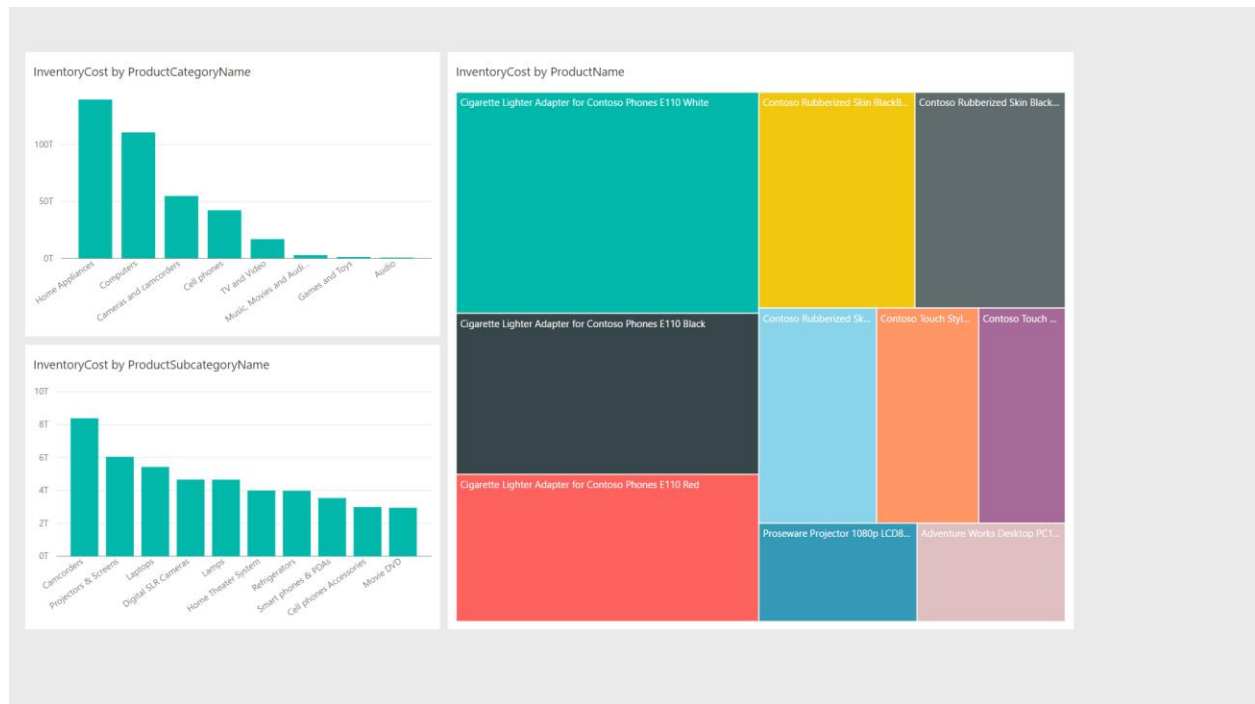 InventoryCost by ProductCategoryName
100T
50T
0T
Home Appliances
Computers
Cameras and camcorders
Cell phones
TV and Video
Music, Movies and Audi...
Games and Toys
Audio
InventoryCost by ProductSubcategoryName
10T
8T
6T
4T
2T
0T
Camcorders
Projectors & Screens
Laptops
Digital SLR Cameras
Lamps
Home Theater System
Refrigerators
Smart phones & PDAs
Cell phones Accessories
Movie DVD
InventoryCost by ProductName
Cigarette Lighter Adapter for Contoso Phones E110 White
Contoso Rubberized Skin BlackB...
Contoso Rubberized Skin Black...
Cigarette Lighter Adapter for Contoso Phones E110 Black
Contoso Rubberized Sk...
Contoso Touch Styl...
Contoso Touch ...
Cigarette Lighter Adapter for Contoso Phones E110 Red
Proseware Projector 1080p LCD8...
Adventure Works Desktop PC1...